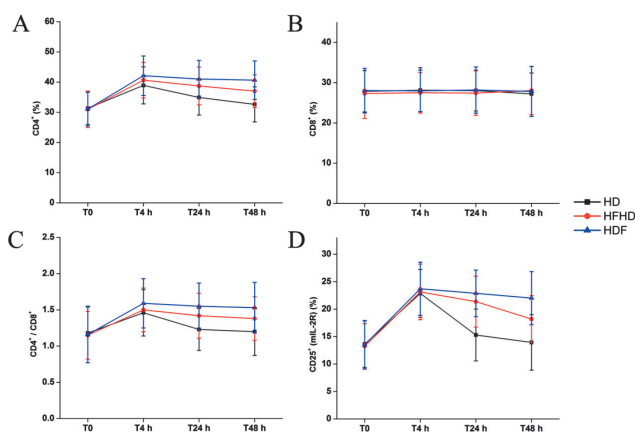 A
CD4⁺ (%)
60
50
40
30
20
10
0
T0 T4 h T24 h T48 h
B
CD8⁺ (%)
50
40
30
20
10
0
T0 T4 h T24 h T48 h
HD
HFHD
HDF
C
CD4⁺ / CD8⁺
2.5
2.0
1.5
1.0
0.5
0.0
T0 T4 h T24 h T48 h
D
CD25⁺ (mIL-2R) (%)
35
30
25
20
15
10
5
0
T0 T4 h T24 h T48 h